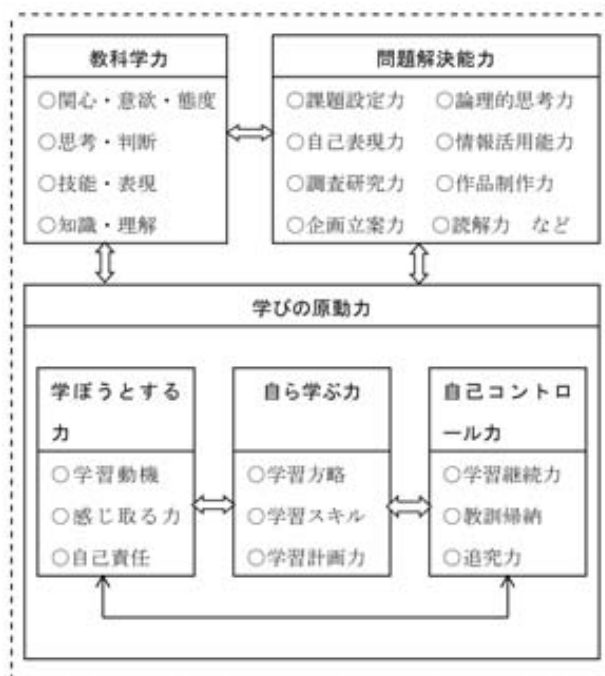 教科学力
○関心・意欲・態度
○思考・判断
○技能・表現
○知識・理解
問題解決能力
○課題設定力 ○論理的思考力
○自己表現力 ○情報活用能力
○調査研究力 ○作品制作力
○企画立案力 ○読解力 など
学びの原動力
学ぼうとする
力
○学習動機
○感じ取る力
○自己責任
自ら学ぶ力
○学習方略
○学習スキル
○学習計画力
自己コントロ
ール力
○学習継続力
○教訓帰納
○追究力